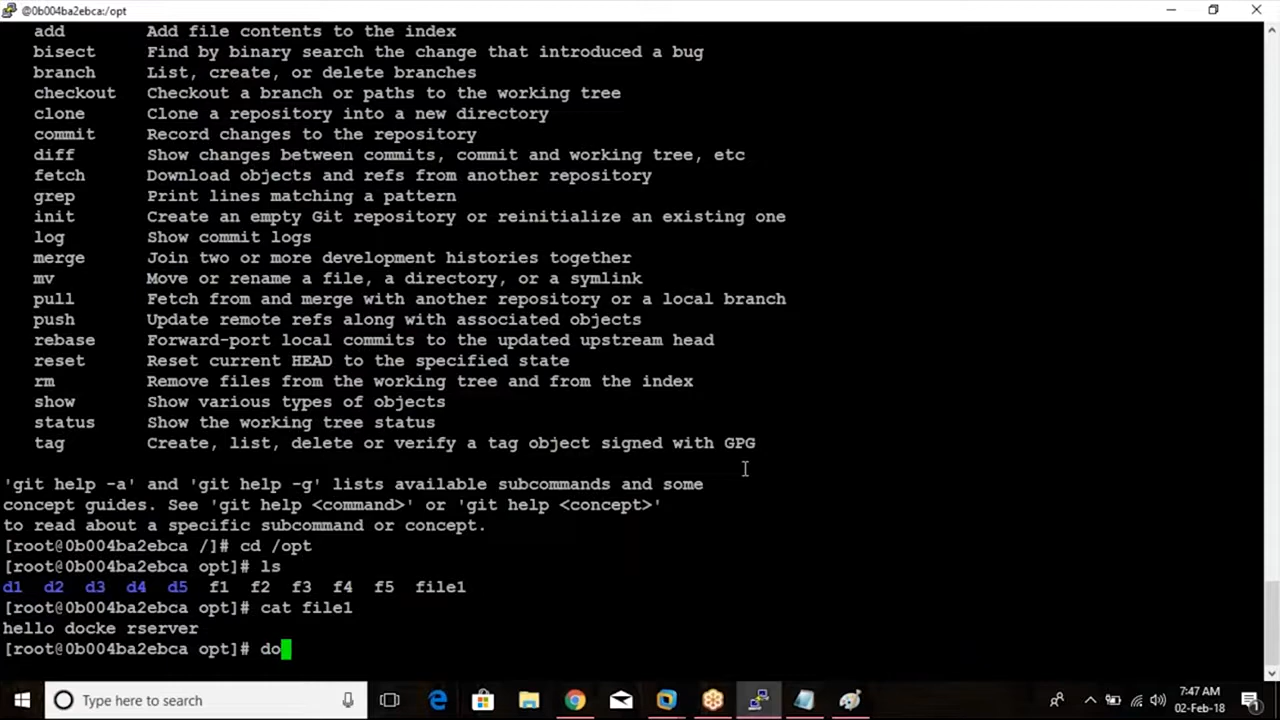 @0b004ba2ebca:/opt
add Add file contents to the index
bisect Find by binary search the change that introduced a bug
branch List, create, or delete branches
checkout Checkout a branch or paths to the working tree
clone Clone a repository into a new directory
commit Record changes to the repository
diff Show changes between commits, commit and working tree, etc
fetch Download objects and refs from another repository
grep Print lines matching a pattern
init Create an empty Git repository or reinitialize an existing one
log Show commit logs
merge Join two or more development histories together
mv Move or rename a file, a directory, or a symlink
pull Fetch from and merge with another repository or a local branch
push Update remote refs along with associated objects
rebase Forward-port local commits to the updated upstream head
reset Reset current HEAD to the specified state
rm Remove files from the working tree and from the index
show Show various types of objects
status Show the working tree status
tag Create, list, delete or verify a tag object signed with GPG
'git help -a' and 'git help -g' lists available subcommands and some
concept guides. See 'git help <command>' or 'git help <concept>'
to read about a specific subcommand or concept.
[root@0b004ba2ebca /]# cd /opt
[root@0b004ba2ebca opt]# ls
d1 d2 d3 d4 d5 f1 f2 f3 f4 f5 file1
[root@0b004ba2ebca opt]# cat file1
hello docke rserver
[root@0b004ba2ebca opt]# do
Type here to search
7:47 AM
02-Feb-18